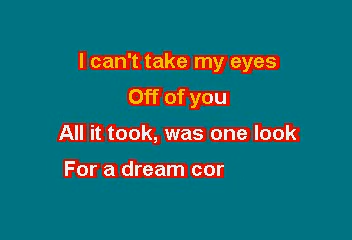 I can't take my eyes
Off of you
All it took, was one look
For a dream cor